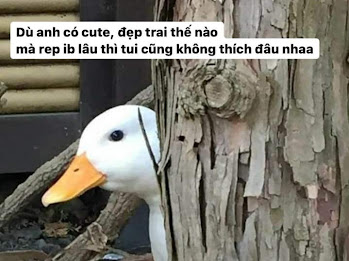 Dù anh có cute, đẹp trai thế nào
mà rep ib lâu thì tui cũng không thích đâu nhaa